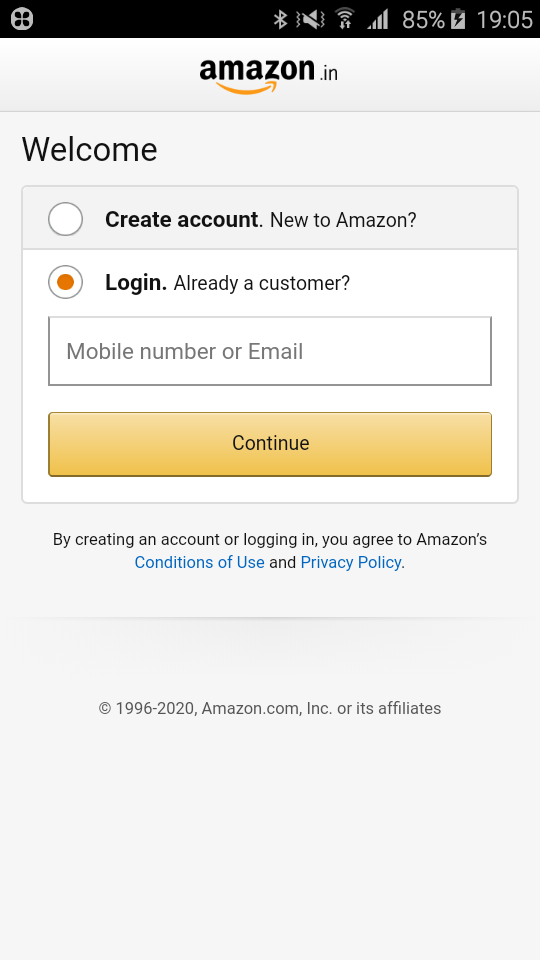 85% 19:05
amazon.in
Welcome
Create account. New to Amazon?
Login. Already a customer?
Mobile number or Email
Continue
By creating an account or logging in, you agree to Amazon’s
Conditions of Use and Privacy Policy.
© 1996-2020, Amazon.com, Inc. or its affiliates